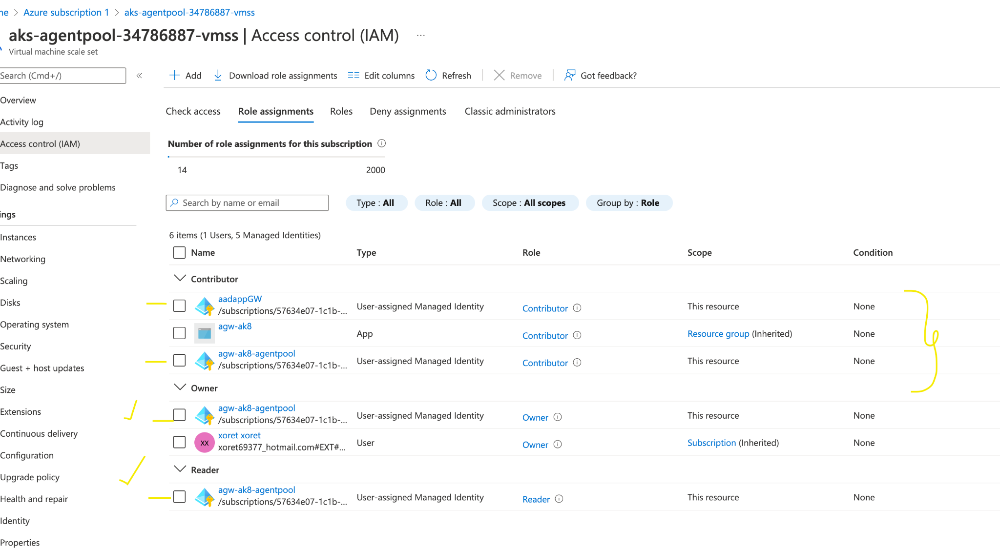 Azure subscription 1 > aks-agentpool-34786887-vmss
aks-agentpool-34786887-vmss | Access control (IAM) ...
Virtual machine scale set
Search (Cmd+/) «
Add Download role assignments Edit columns Refresh Remove Got feedback?
Overview
Activity log
Access control (IAM)
Tags
Diagnose and solve problems
ings
Instances
Networking
Scaling
Disks
Operating system
Security
Guest + host updates
Size
Extensions
Continuous delivery
Configuration
Upgrade policy
Health and repair
Identity
Properties
Check access Role assignments Roles Deny assignments Classic administrators
Number of role assignments for this subscription
14 2000
Search by name or email Type : All Role : All Scope : All scopes Group by : Role
6 items (1 Users, 5 Managed Identities)
Name Type Role Scope Condition
Contributor
aadappGW
/subscriptions/57634e07-1c1b-... User-assigned Managed Identity Contributor This resource None
agw-ak8
App Contributor Resource group (Inherited) None
agw-ak8-agentpool
/subscriptions/57634e07-1c1b-... User-assigned Managed Identity Contributor This resource None
Owner
agw-ak8-agentpool
/subscriptions/57634e07-1c1b-... User-assigned Managed Identity Owner This resource None
xoret xoret
XX xoret69377_hotmail.com#EXT#... User Owner Subscription (Inherited) None
Reader
agw-ak8-agentpool
/subscriptions/57634e07-1c1b-... User-assigned Managed Identity Reader This resource None